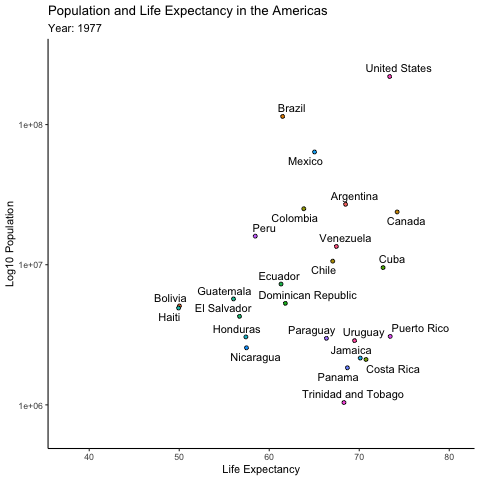 Population and Life Expectancy in the Americas
Year: 1977
United States
Brazil
1e+08
Mexico
Argentina
Colombia
Canada
Peru
Venezuela
Log10 Population
Cuba
1e+07
Chile
Ecuador
Guatemala
Dominican Republic
Bolivia
El Salvador
Haiti
Honduras
Paraguay
Uruguay
Puerto Rico
Jamaica
Nicaragua
Costa Rica
Panama
Trinidad and Tobago
1e+06
40 50 60 70 80
Life Expectancy